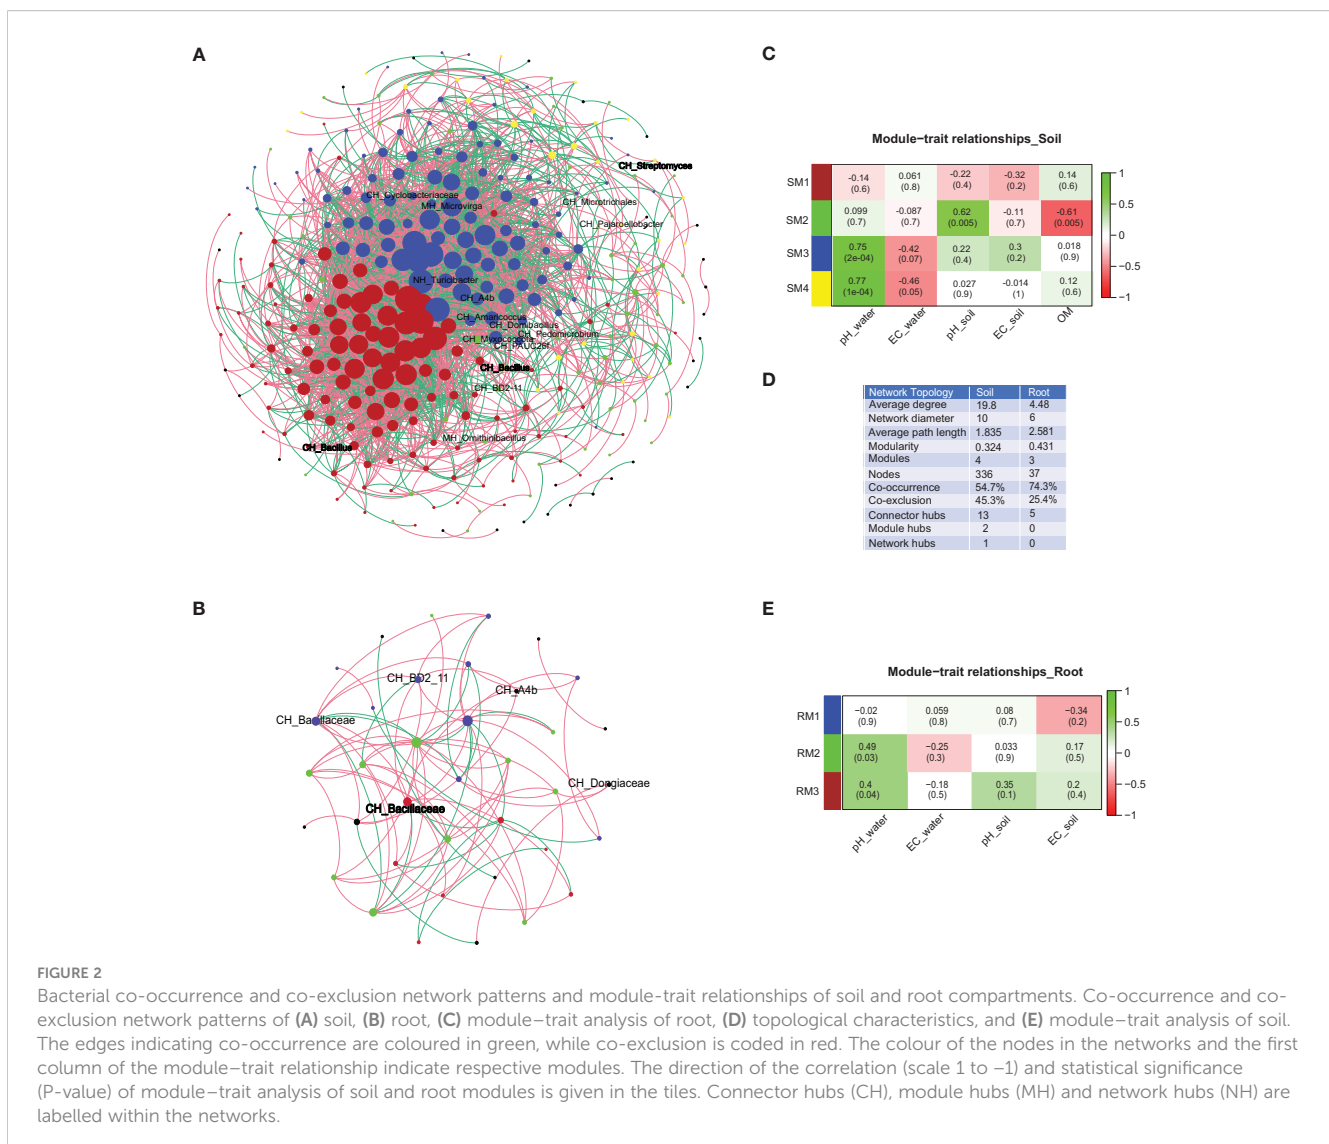 A
CH_Streptomyces
CH_Cyclobacteriaceae
MH_Microvirga
CH_Microtrichales
CH_Pajaroellobacter
NH_Turicibacter
CH_A4b
CH_Amaricoccus
CH_Domibacillus
CH_Pedomicrobium
CH_Myxococcota
CH_PAUC26f
CH_Bacillus
CH_BD2-11
MH_Ornithinibacillus
CH_Bacillus
B
CH_BD2_11
CH_A4b
CH_Bacillaceae
CH_Dongiaceae
CH_Bacillaceae
C
Module−trait relationships_Soil
SM1 -0.14 0.061 −0.22 −0.32 0.14
(0.6) (0.8) (0.4) (0.2) (0.6)
SM2 0.099 -0.087 0.62 -0.11 -0.61
(0.7) (0.7) (0.005) (0.7) (0.005)
SM3 0.75 -0.42 0.22 0.3 0.018
(2e-04) (0.07) (0.4) (0.2) (0.9)
SM4 0.77 -0.46 0.027 -0.014 0.12
(1e-04) (0.05) (0.9) (1) (0.6)
pH_water EC_water pH_soil EC_soil OM
1
0.5
0
−0.5
−1
D
Network Topology Soil Root
Average degree 19.8 4.48
Network diameter 10 6
Average path length 1.835 2.581
Modularity 0.324 0.431
Modules 4 3
Nodes 336 37
Co-occurrence 54.7% 74.3%
Co-exclusion 45.3% 25.4%
Connector hubs 13 5
Module hubs 2 0
Network hubs 1 0
E
Module−trait relationships_Root
RM1 −0.02 0.059 0.08 −0.34
(0.9) (0.8) (0.7) (0.2)
RM2 0.49 −0.25 0.033 0.17
(0.03) (0.3) (0.9) (0.5)
RM3 0.4 −0.18 0.35 0.2
(0.04) (0.5) (0.1) (0.4)
pH_water EC_water pH_soil EC_soil
1
0.5
0
−0.5
−1
FIGURE 2
Bacterial co-occurrence and co-exclusion network patterns and module-trait relationships of soil and root compartments. Co-occurrence and co-
exclusion network patterns of (A) soil, (B) root, (C) module–trait analysis of root, (D) topological characteristics, and (E) module–trait analysis of soil.
The edges indicating co-occurrence are coloured in green, while co-exclusion is coded in red. The colour of the nodes in the networks and the first
column of the module–trait relationship indicate respective modules. The direction of the correlation (scale 1 to –1) and statistical significance
(P-value) of module–trait analysis of soil and root modules is given in the tiles. Connector hubs (CH), module hubs (MH) and network hubs (NH) are
labelled within the networks.